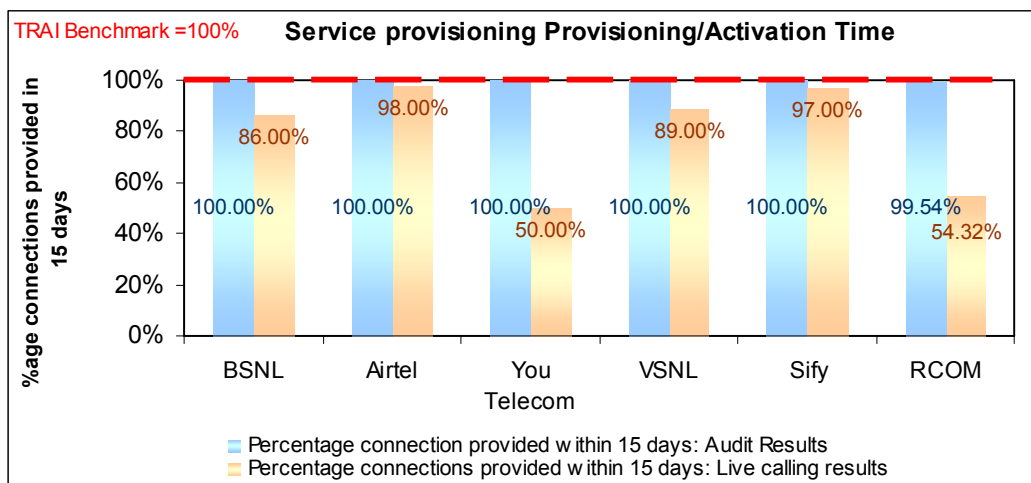 TRAI Benchmark =100%
Service provisioning Provisioning/Activation Time
%age connections provided in
15 days
100%
80%
60%
40%
20%
0%
86.00%
98.00%
89.00%
97.00%
100.00%
100.00%
100.00%
50.00%
100.00%
100.00%
99.54%
54.32%
BSNL
Airtel
You
Telecom
VSNL
Sify
RCOM
Percentage connection provided within 15 days: Audit Results
Percentage connections provided within 15 days: Live calling results